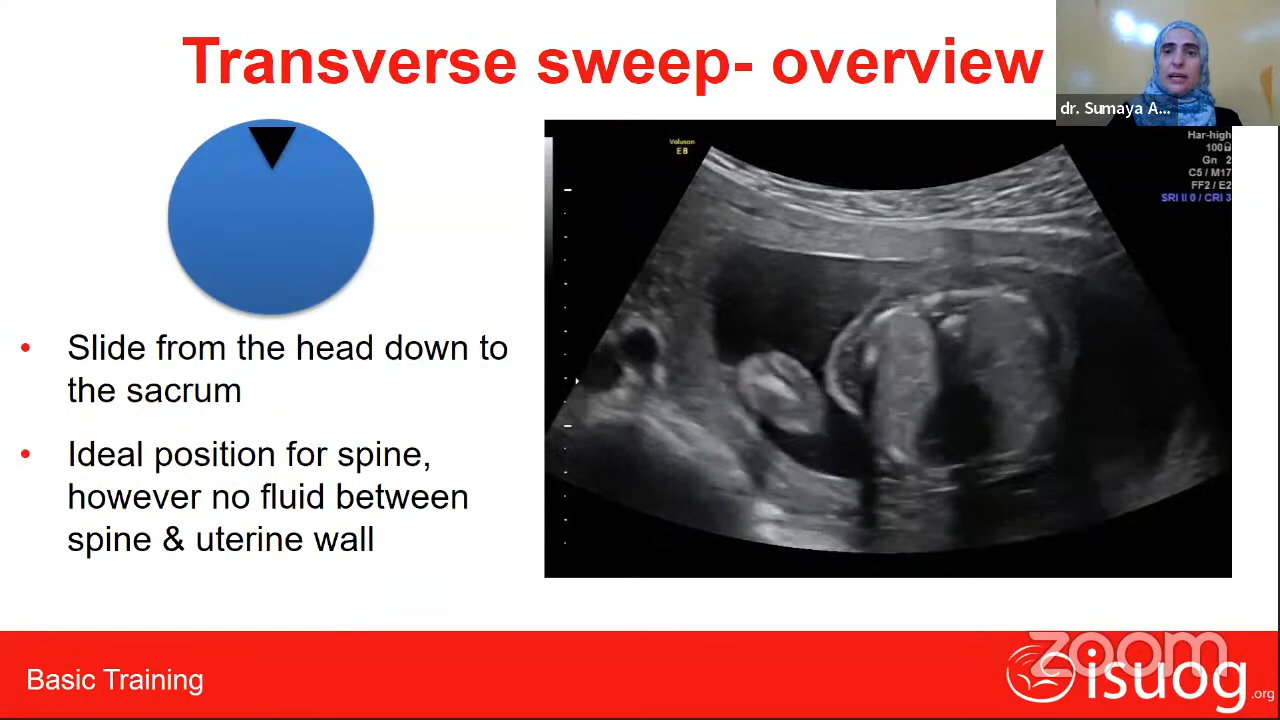 Transverse sweep- overview
dr. Sumaya A...
Voluson
E8
Har-high
100
Gn 2
C5 / M17
FF2 / E2
SRI II 0 / CRI 3
• Slide from the head down to
the sacrum
• Ideal position for spine,
however no fluid between
spine & uterine wall
Basic Training
zoom
isuog.org